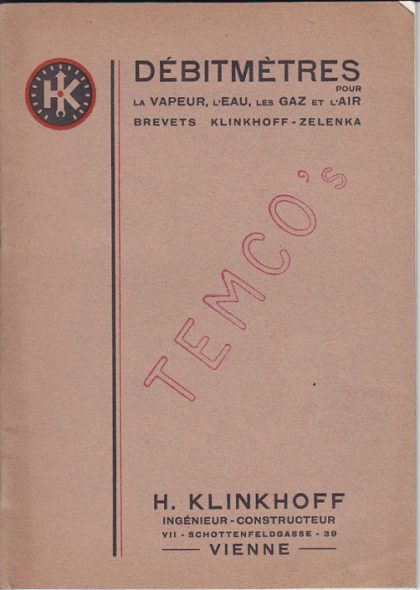 HK
DÉBITMÈTRES
POUR
LA VAPEUR, L'EAU, LES GAZ ET L'AIR
BREVETS KLINKHOFF-ZELENKA
TEMCO's
H. KLINKHOFF
INGÉNIEUR-CONSTRUCTEUR
VII - SCHOTTENFELDGASSE - 39
VIENNE